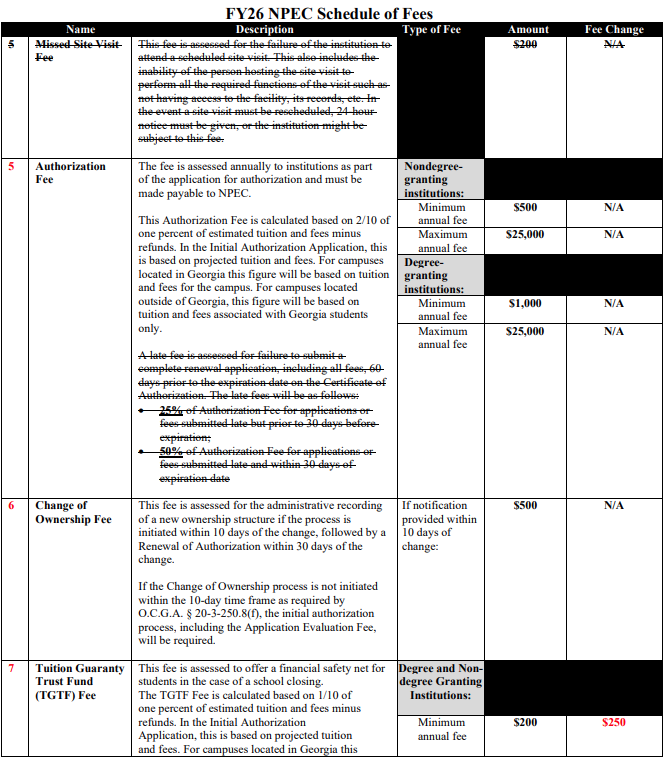 FY26 NPEC Schedule of Fees
Name Description Type of Fee Amount Fee Change
5 Missed Site Visit This fee is assessed for the failure of the institution to $200 N/A
Fee attend a scheduled site visit. This also includes the
inability of the person hosting the site visit to
perform all the required functions of the visit such as
not having access to the facility, its records, etc. In
the event a site visit must be rescheduled, 24-hour
notice must be given, or the institution might be
subject to this fee.
5 Authorization The fee is assessed annually to institutions as part Nondegree-
Fee of the application for authorization and must be granting
made payable to NPEC. institutions:
Minimum $500 N/A
This Authorization Fee is calculated based on 2/10 of annual fee
one percent of estimated tuition and fees minus Maximum $25,000 N/A
refunds. In the Initial Authorization Application, this annual fee
is based on projected tuition and fees. For campuses Degree-
located in Georgia this figure will be based on tuition granting
and fees for the campus. For campuses located institutions:
outside of Georgia, this figure will be based on Minimum $1,000 N/A
tuition and fees associated with Georgia students annual fee
only. Maximum $25,000 N/A
annual fee
A late fee is assessed for failure to submit a
complete renewal application, including all fees, 60
days prior to the expiration date on the Certificate of
Authorization. The late fees will be as follows:
• 25% of Authorization Fee for applications or
fees submitted late but prior to 30 days before
expiration;
• 50% of Authorization Fee for applications or
fees submitted late and within 30 days of
expiration date
6 Change of This fee is assessed for the administrative recording If notification $500 N/A
Ownership Fee of a new ownership structure if the process is provided within
initiated within 10 days of the change, followed by a 10 days of
Renewal of Authorization within 30 days of the change:
change.
If the Change of Ownership process is not initiated
within the 10-day time frame as required by
O.C.G.A. § 20-3-250.8(f), the initial authorization
process, including the Application Evaluation Fee,
will be required.
7 Tuition Guaranty This fee is assessed to offer a financial safety net for Degree and Non-
Trust Fund students in the case of a school closing. degree Granting
(TGTF) Fee The TGTF Fee is calculated based on 1/10 of Institutions:
one percent of estimated tuition and fees minus
refunds. In the Initial Authorization Minimum $200 $250
Application, this is based on projected tuition annual fee
and fees. For campuses located in Georgia this